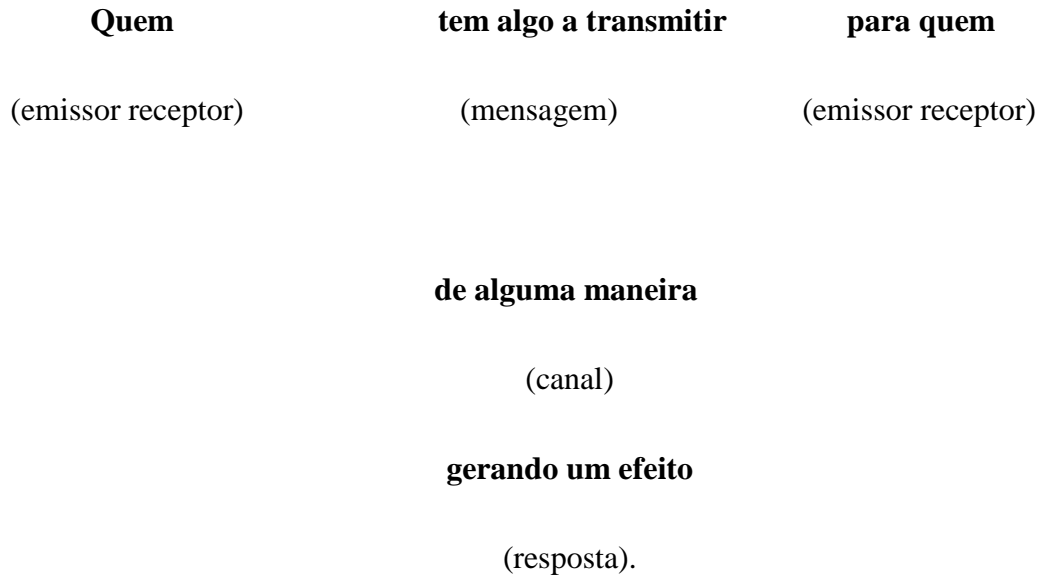 Quem tem algo a transmitir para quem
(emissor receptor) (mensagem) (emissor receptor)
de alguma maneira
(canal)
gerando um efeito
(resposta).